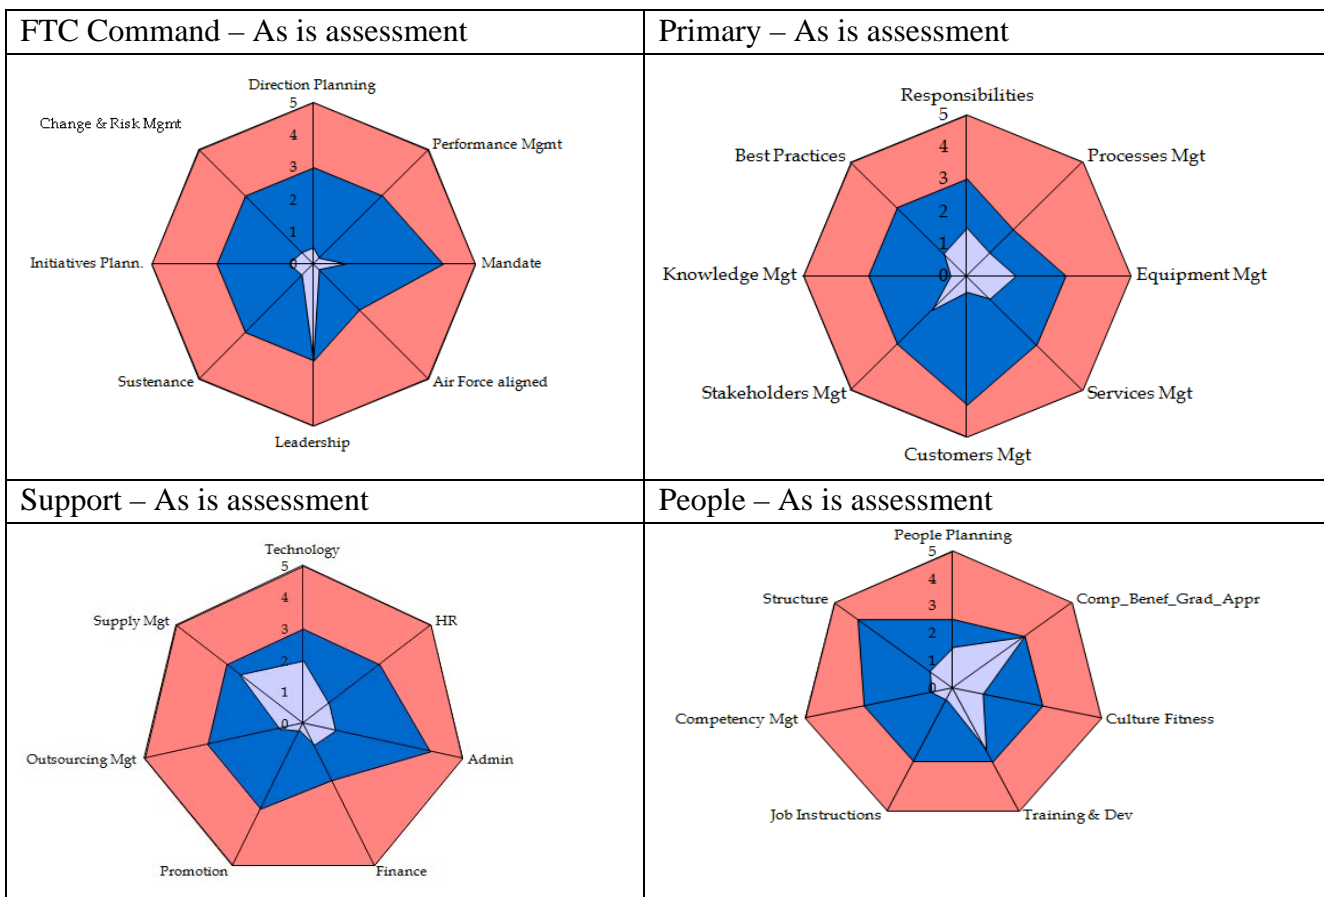 FTC Command – As is assessment
Primary – As is assessment
Direction Planning
5
4
3
2
1
0
Change & Risk Mgmt
Performance Mgmt
Initiatives Plann.
Mandate
Sustenance
Air Force aligned
Leadership
Responsibilities
5
4
3
2
1
0
Best Practices
Processes Mgt
Knowledge Mgt
Equipment Mgt
Stakeholders Mgt
Services Mgt
Customers Mgt
Support – As is assessment
People – As is assessment
Technology
5
4
3
2
1
0
Supply Mgt
HR
Outsourcing Mgt
Admin
Promotion
Finance
People Planning
5
4
3
2
1
0
Structure
Comp_Benef_Grad_Appr
Competency Mgt
Culture Fitness
Job Instructions
Training & Dev